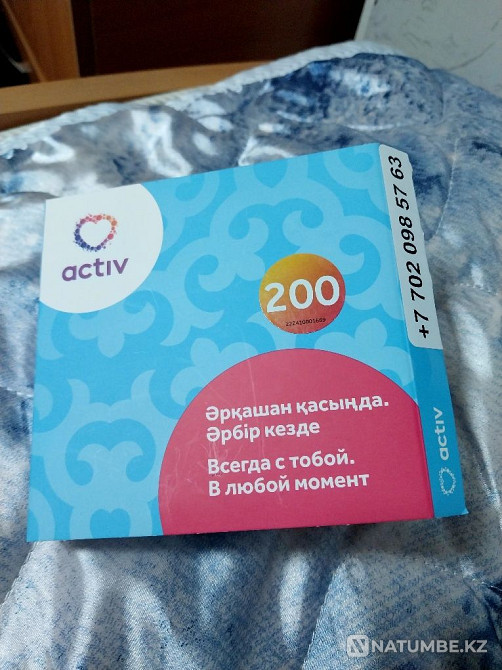 activ
200
Әрқашан қасыңда.
Әрбір кезде
Всегда с тобой.
В любой момент
+7 702 098 57 63
activ
NATUMBE.KZ